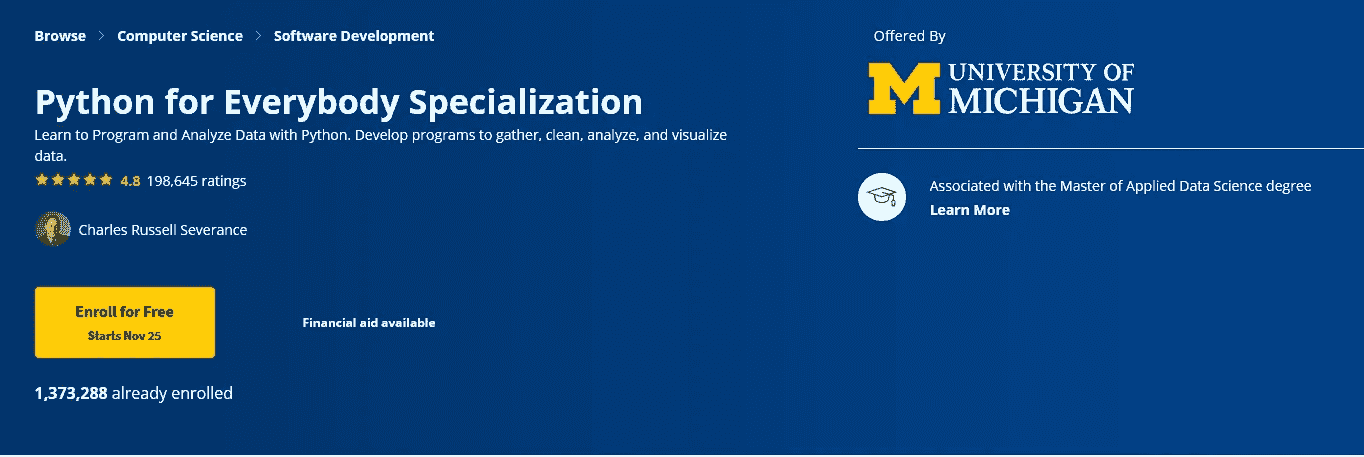 Browse > Computer Science > Software Development
Offered By
M UNIVERSITY OF
MICHIGAN
Python for Everybody Specialization
Learn to Program and Analyze Data with Python. Develop programs to gather, clean, analyze, and visualize
data.
4.8 198,645 ratings
Associated with the Master of Applied Data Science degree
Learn More
Charles Russell Severance
Enroll for Free
Starts Nov 25
Financial aid available
1,373,288 already enrolled